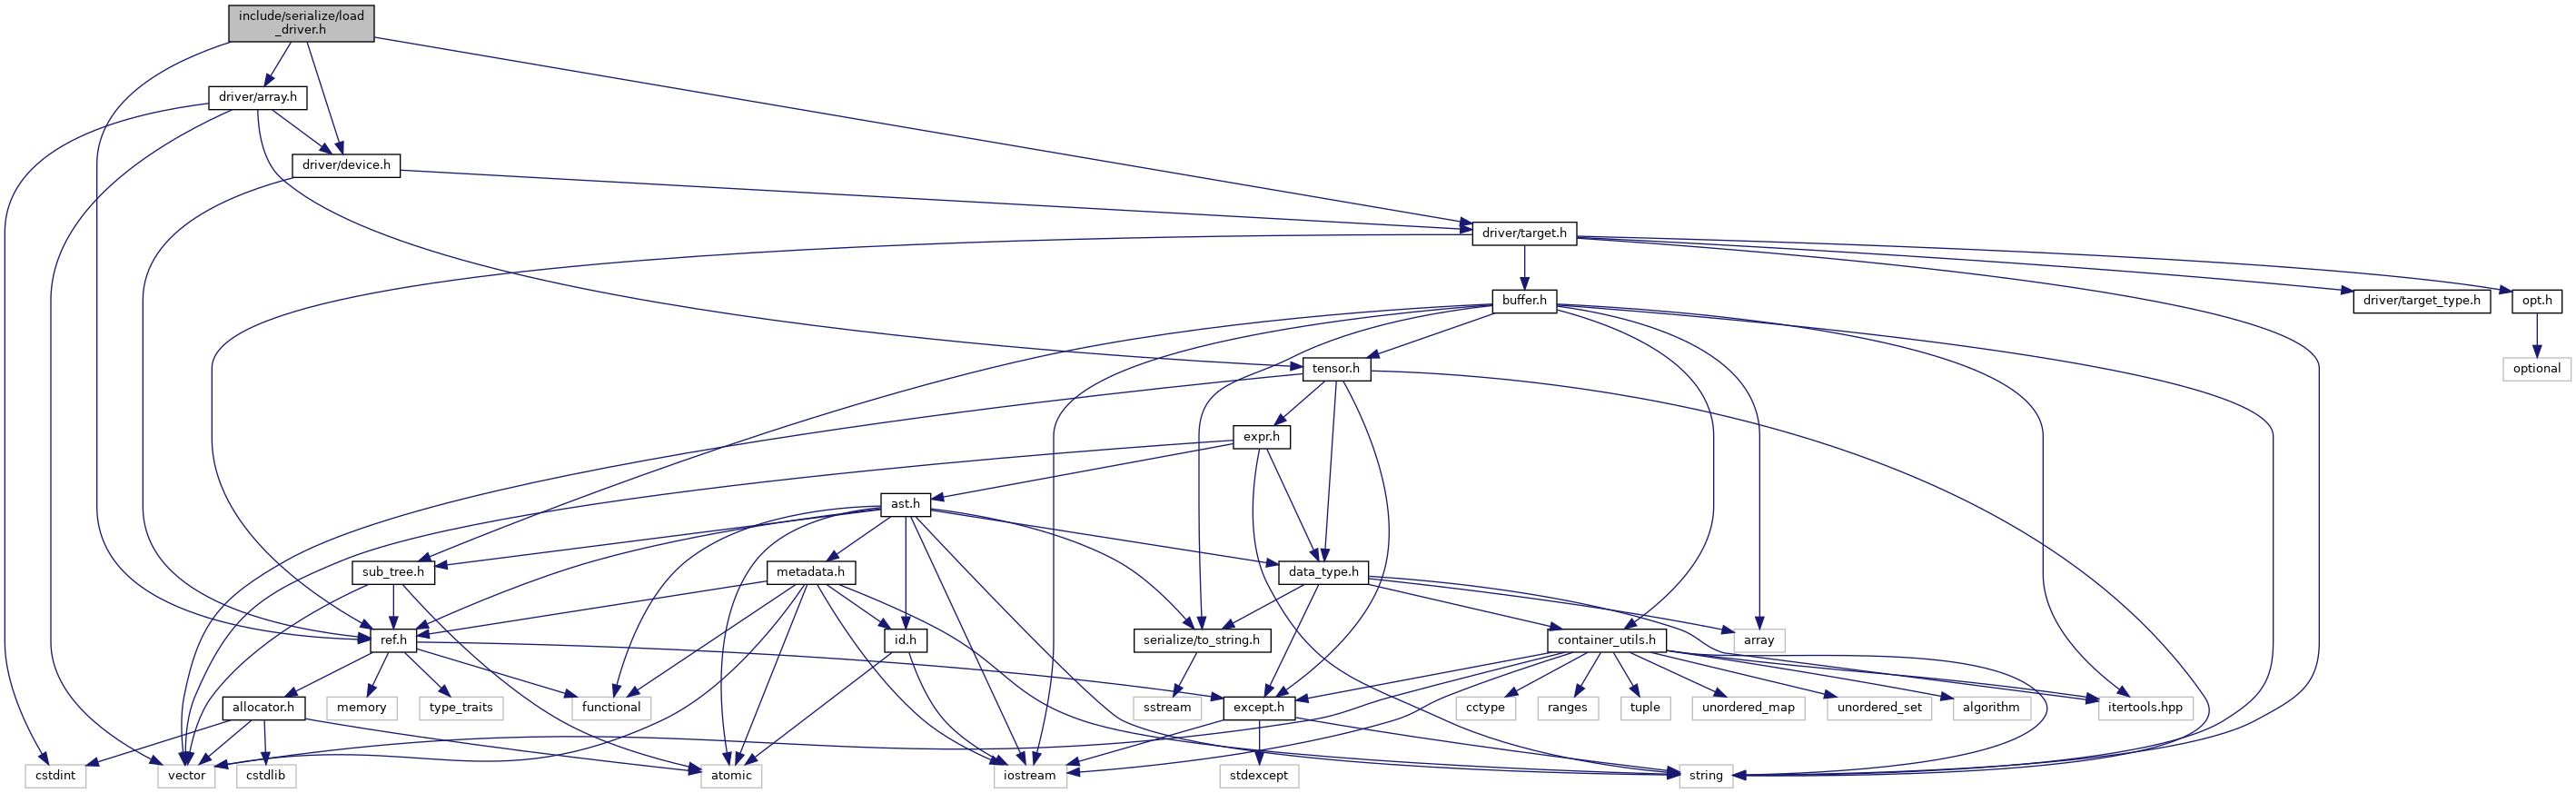 include/serialize/load
_driver.h
driver/array.h
driver/device.h
driver/target.h
buffer.h
driver/target_type.h
opt.h
tensor.h
optional
expr.h
ast.h
sub_tree.h
metadata.h
data_type.h
ref.h
id.h
serialize/to_string.h
container_utils.h
array
allocator.h
memory
type_traits
functional
sstream
except.h
cctype
ranges
tuple
unordered_map
unordered_set
algorithm
itertools.hpp
cstdint
vector
cstdlib
atomic
iostream
stdexcept
string